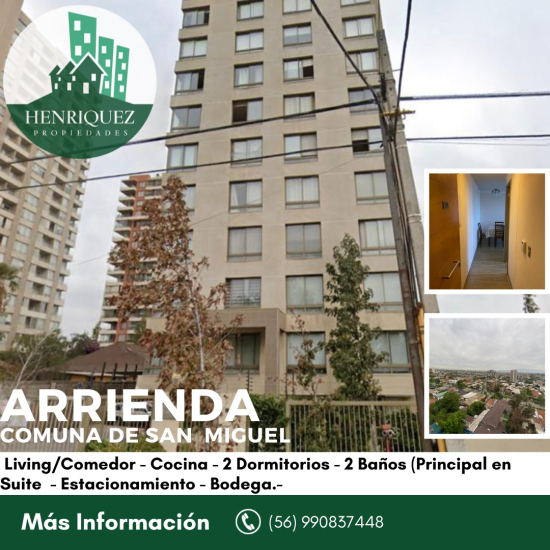 HENRIQUEZ
PROPIEDADES
ARRIENDA
COMUNA DE SAN MIGUEL
Living/Comedor - Cocina - 2 Dormitorios - 2 Baños (Principal en
Suite - Estacionamiento - Bodega.-
Más Información (56) 990837448